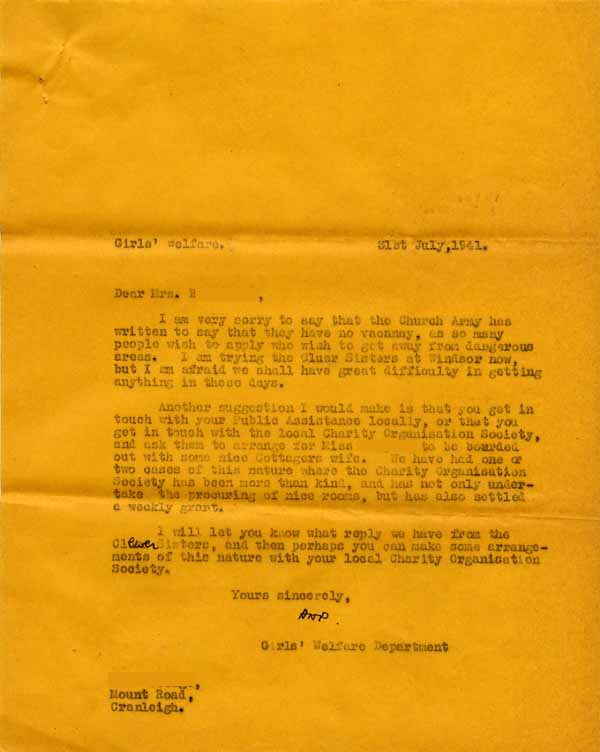 Girls' Welfare. 31st July,1941.
Dear Mrs. B ,
I am very sorry to say that the Church Army has
written to say that they have no vacancy, as so many
people wish to apply who wish to get away from dangerous
areas. I am trying the Cluer Sisters at Windsor now,
but I am afraid we shall have great difficulty in getting
anything in these days.
Another suggestion I would make is that you get in
touch with your Public Assistance locally, or that you
get in touch with the local Charity Organisation Society,
and ask them to arrange for Miss to be boarded
out with some nice Cottagers wife. We have had one or
two cases of this nature where the Charity Organisation
Society has been more than kind, and has not only under-
take the procuring of nice rooms, but has also settled
a weekly grant.
I will let you know what reply we have from the
Clewer Sisters, and then perhaps you can make some arrange-
ments of this nature with your local Charity Organisation
Society.
Yours sincerely,
Girls' Welfare Department
Mount Road,
Cranleigh.